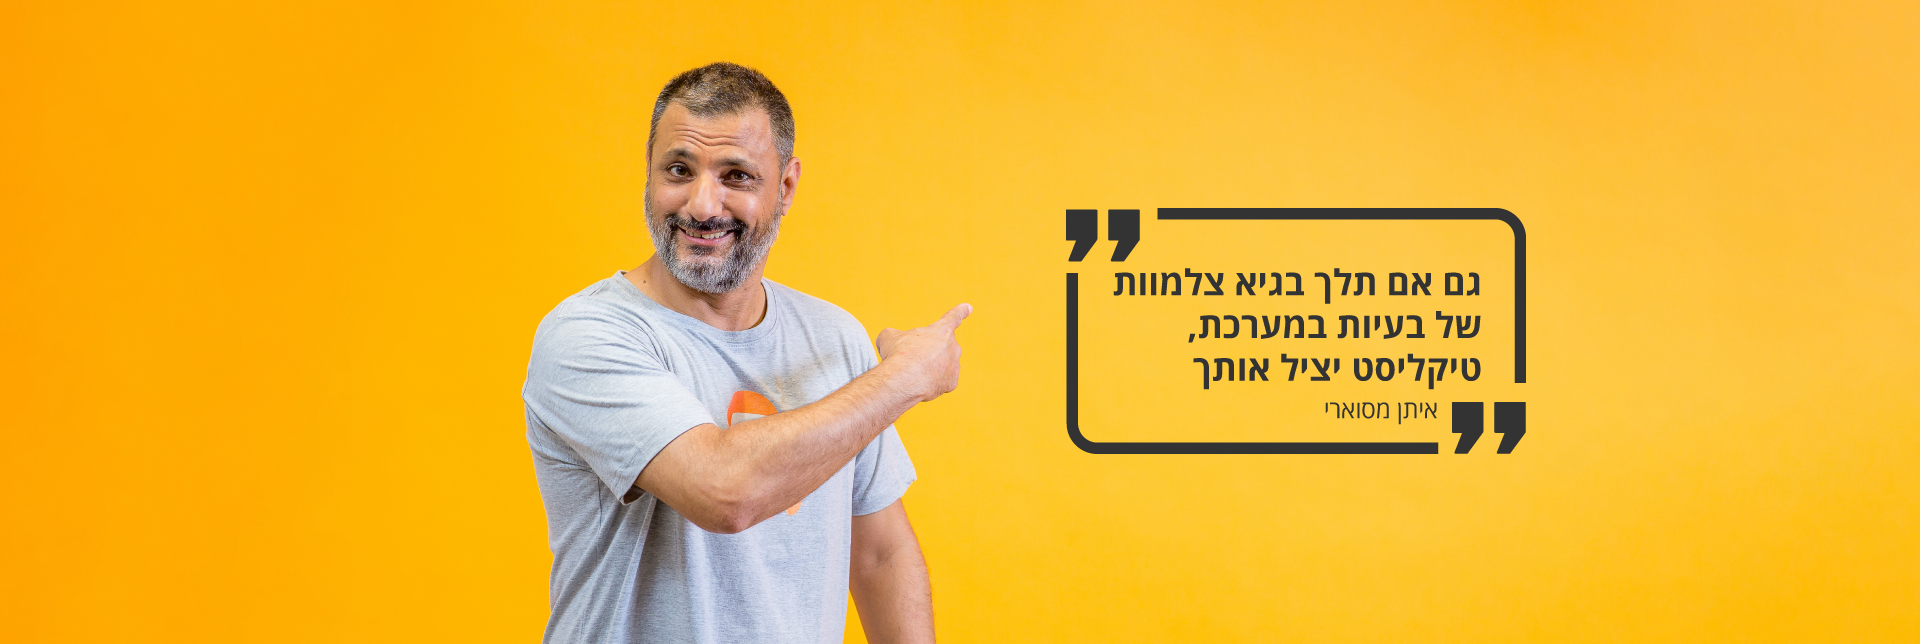 גם אם תלך בגיא צלמוות
של בעיות במערכת,
טיקליסט יציל אותך
איתן מסוארי